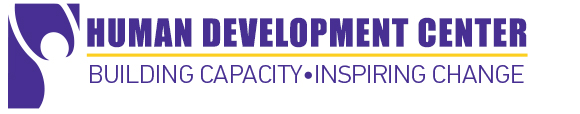 HUMAN DEVELOPMENT CENTER
BUILDING CAPACITY•INSPIRING CHANGE